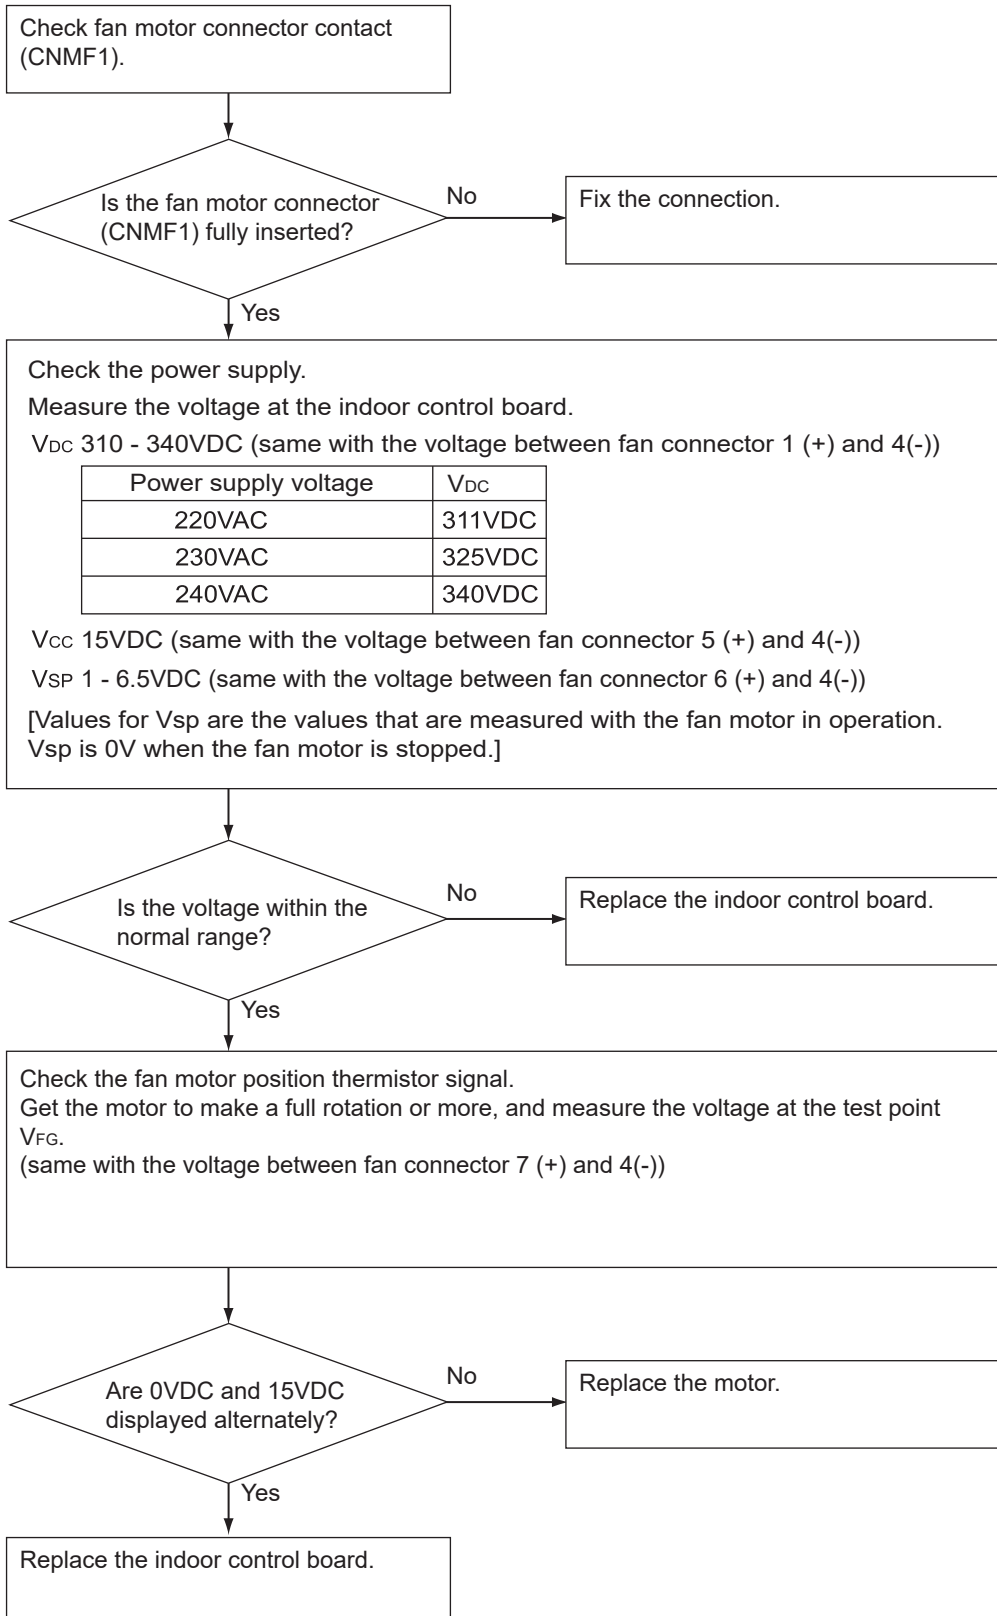 Check fan motor connector contact
(CNMF1).
Is the fan motor connector
(CNMF1) fully inserted?
No
Fix the connection.
Yes
Check the power supply.
Measure the voltage at the indoor control board.
VDC 310 - 340VDC (same with the voltage between fan connector 1 (+) and 4(-))
Power supply voltage VDC
220VAC 311VDC
230VAC 325VDC
240VAC 340VDC
VCC 15VDC (same with the voltage between fan connector 5 (+) and 4(-))
VSP 1 - 6.5VDC (same with the voltage between fan connector 6 (+) and 4(-))
[Values for Vsp are the values that are measured with the fan motor in operation.
Vsp is 0V when the fan motor is stopped.]
Is the voltage within the
normal range?
No
Replace the indoor control board.
Yes
Check the fan motor position thermistor signal.
Get the motor to make a full rotation or more, and measure the voltage at the test point
VFG.
(same with the voltage between fan connector 7 (+) and 4(-))
Are 0VDC and 15VDC
displayed alternately?
No
Replace the motor.
Yes
Replace the indoor control board.